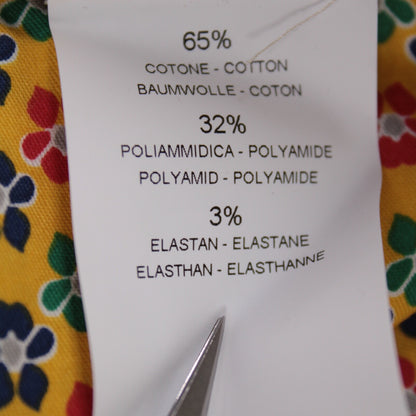 65%
COTONE - COTTON
BAUMWOLLE - COTON
32%
POLIAMMIDICA - POLYAMIDE
POLYAMID - POLYAMIDE
3%
ELASTAN - ELASTANE
ELASTHAN - ELASTHANNE